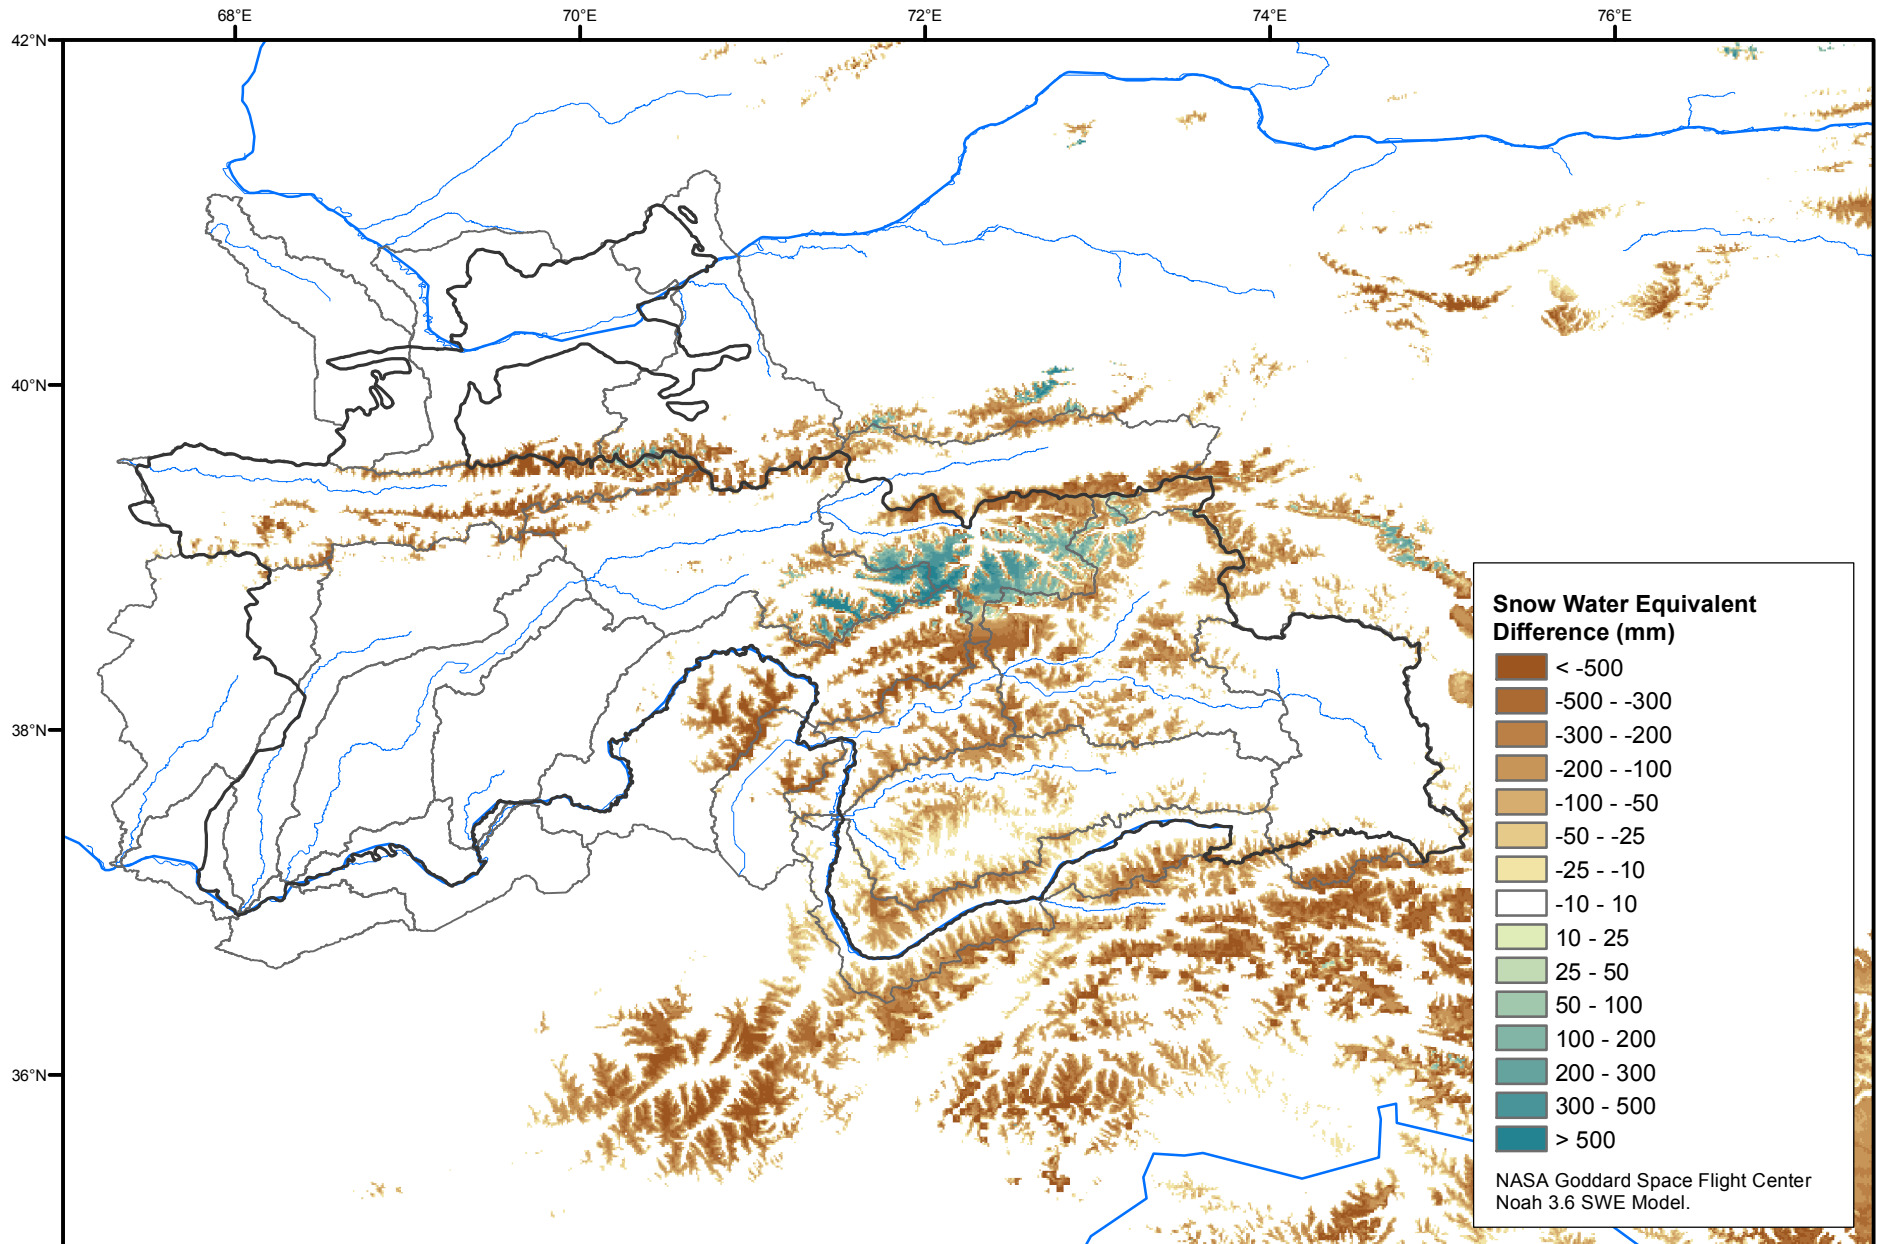 68°E
70°E
72°E
74°E
76°E
42°N
40°N
38°N
36°N
Snow Water Equivalent
Difference (mm)
< -500
-500 - -300
-300 - -200
-200 - -100
-100 - -50
-50 - -25
-25 - -10
-10 - 10
10 - 25
25 - 50
50 - 100
100 - 200
200 - 300
300 - 500
> 500
NASA Goddard Space Flight Center
Noah 3.6 SWE Model.